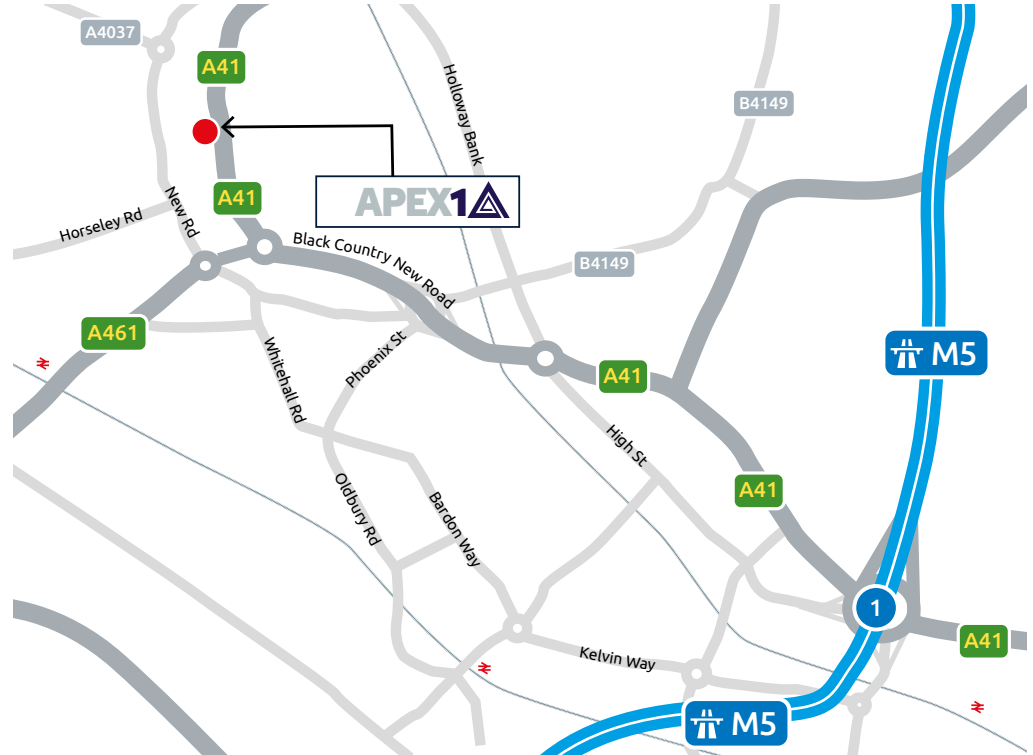 A4037
A41
Holloway Bank
B4149
A41
APEX1
New Rd
Horseley Rd
Black Country New Road
B4149
A461
Phoenix St
Whitehall Rd
M5
A41
High St
A41
Oldbury Rd
Bardon Way
1
A41
Kelvin Way
M5